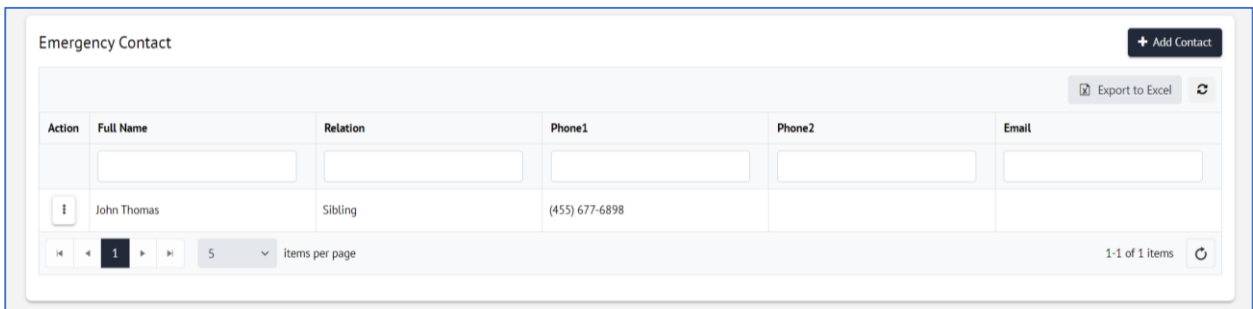 Emergency Contact
+ Add Contact
Export to Excel
Action Full Name Relation Phone1 Phone2 Email
John Thomas Sibling (455) 677-6898
1 5 items per page 1-1 of 1 items